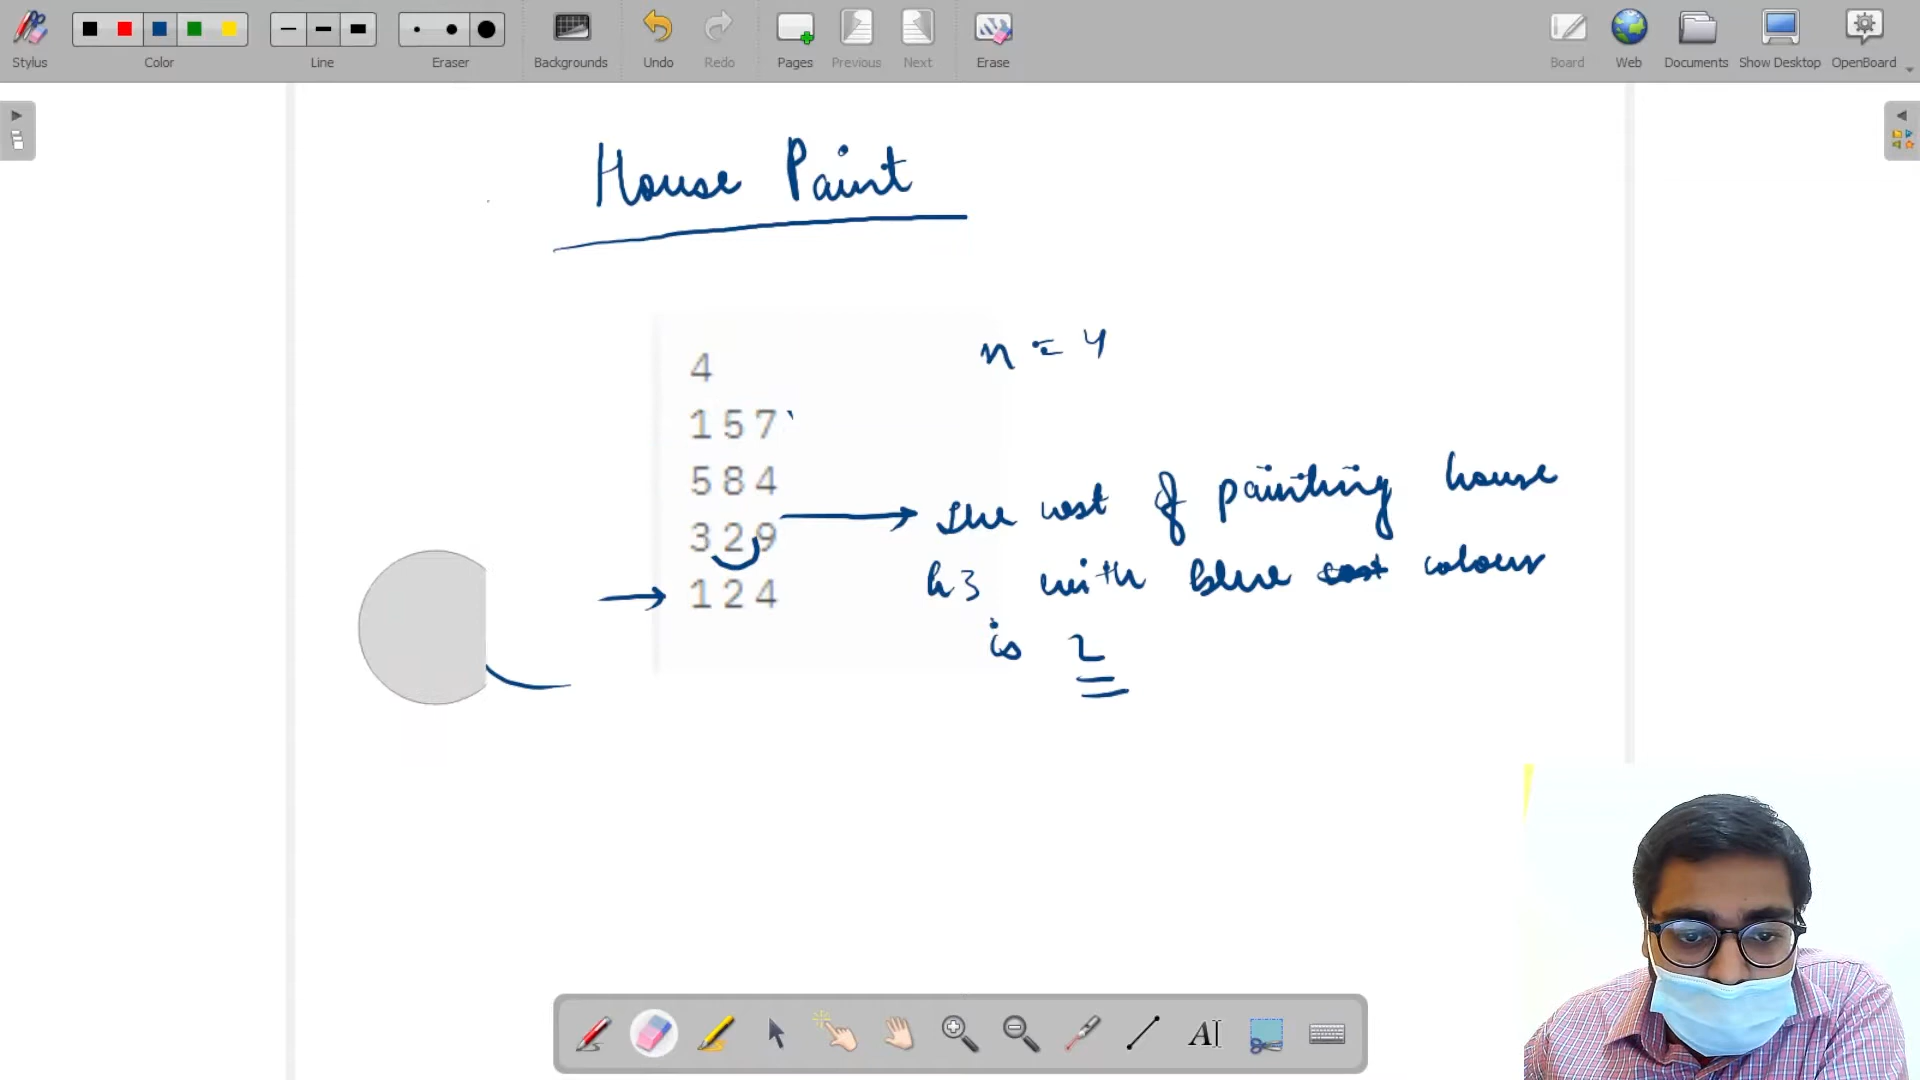 Stylus Color Line Eraser Backgrounds Undo Redo Pages Previous Next Erase Board Web Documents Show Desktop OpenBoard
House Paint
4
n = 4
1 5 7
5 8 4
3 2 9
1 2 4
The cost of painting house
h3 with blue cost colour
is 2